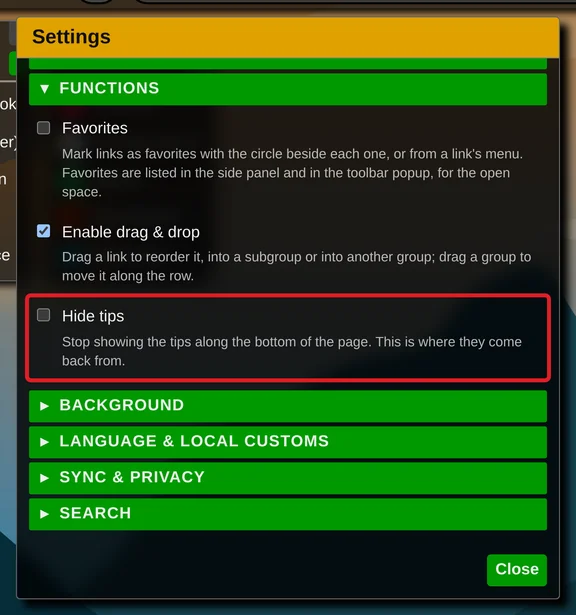 Settings
▼ FUNCTIONS
Favorites
Mark links as favorites with the circle beside each one, or from a link's menu.
Favorites are listed in the side panel and in the toolbar popup, for the open
space.
Enable drag & drop
Drag a link to reorder it, into a subgroup or into another group; drag a group to
move it along the row.
Hide tips
Stop showing the tips along the bottom of the page. This is where they come
back from.
► BACKGROUND
► LANGUAGE & LOCAL CUSTOMS
► SYNC & PRIVACY
► SEARCH
Close